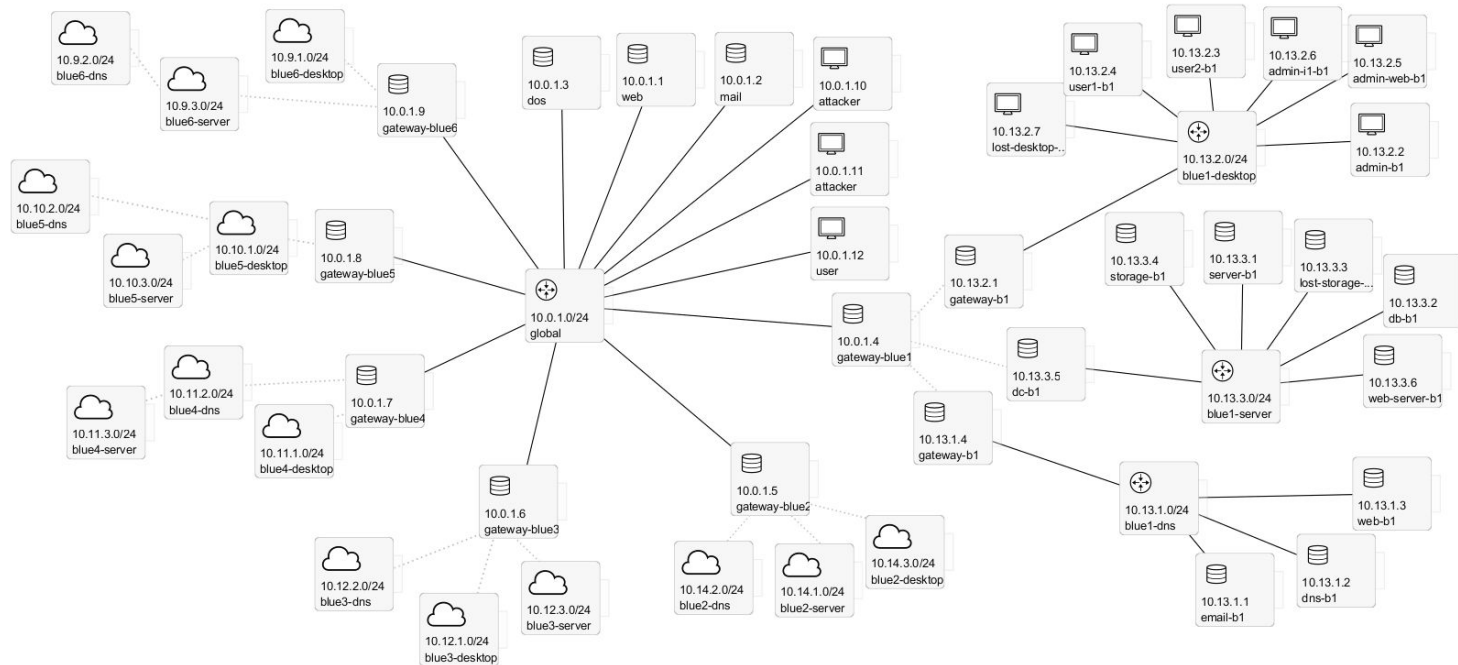 10.9.2.0/24
blue6-dns
10.9.1.0/24
blue6-desktop
10.9.3.0/24
blue6-server
10.0.1.9
gateway-blue6
10.0.1.3
dos
10.0.1.1
web
10.0.1.2
mail
10.0.1.10
attacker
10.0.1.11
attacker
10.0.1.12
user
10.10.2.0/24
blue5-dns
10.10.1.0/24
blue5-desktop
10.10.3.0/24
blue5-server
10.0.1.8
gateway-blue5
10.0.1.0/24
global
10.11.2.0/24
blue4-dns
10.11.3.0/24
blue4-server
10.11.1.0/24
blue4-desktop
10.0.1.7
gateway-blue4
10.0.1.6
gateway-blue3
10.12.2.0/24
blue3-dns
10.12.1.0/24
blue3-desktop
10.12.3.0/24
blue3-server
10.0.1.5
gateway-blue2
10.14.2.0/24
blue2-dns
10.14.1.0/24
blue2-server
10.14.3.0/24
blue2-desktop
10.0.1.4
gateway-blue1
10.13.2.1
gateway-b1
10.13.3.5
dc-b1
10.13.1.4
gateway-b1
10.13.2.4
user1-b1
10.13.2.3
user2-b1
10.13.2.6
admin-i1-b1
10.13.2.5
admin-web-b1
10.13.2.7
lost-desktop-...
10.13.2.0/24
blue1-desktop
10.13.2.2
admin-b1
10.13.3.4
storage-b1
10.13.3.1
server-b1
10.13.3.3
lost-storage-...
10.13.3.2
db-b1
10.13.3.0/24
blue1-server
10.13.3.6
web-server-b1
10.13.1.0/24
blue1-dns
10.13.1.3
web-b1
10.13.1.2
dns-b1
10.13.1.1
email-b1